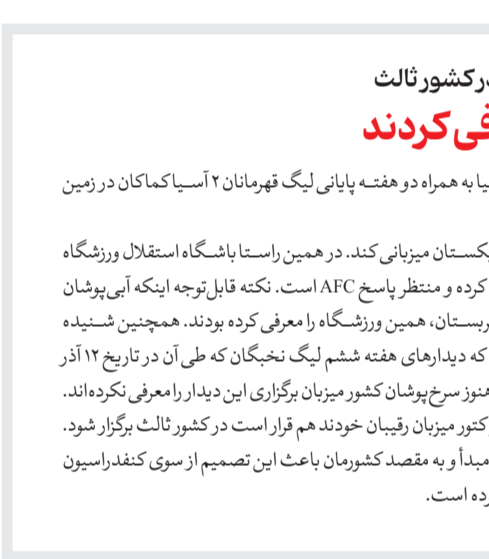 در کشور ثالث
فی کردند
یا به همراه دو هفته پایانی لیگ قهرمانان ۲ آسیا کماکان در زمین
یکستان میزبانی کند. در همین راستا باشگاه استقلال ورزشگاه
کرده و منتظر پاسخ AFC است. نکته قابل‌توجه اینکه آبی‌پوشان
ربستان، همین ورزشگاه را معرفی کرده بودند. همچنین شنیده
که دیدارهای هفته ششم لیگ نخبگان که طی آن در تاریخ ۱۲ آذر
هنوز سرخ‌پوشان کشور میزبان برگزاری این دیدار را معرفی نکرده‌اند.
کتور میزبان رقیبان خودند هم قرار است در کشور ثالث برگزار شود.
مبدأ و به مقصد کشورمان باعث این تصمیم از سوی کنفدراسیون
رده است.